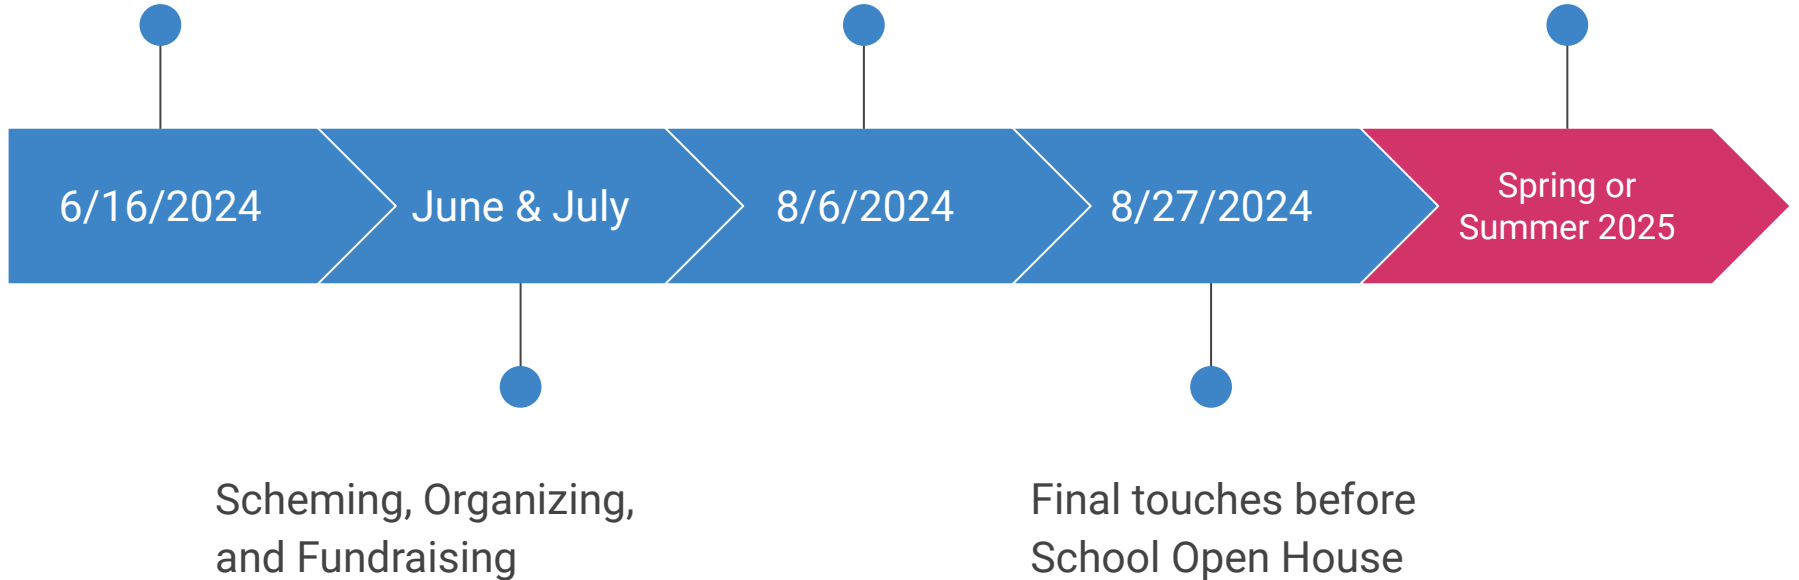 6/16/2024
June & July
8/6/2024
8/27/2024
Spring or
Summer 2025
Scheming, Organizing,
and Fundraising
Final touches before
School Open House